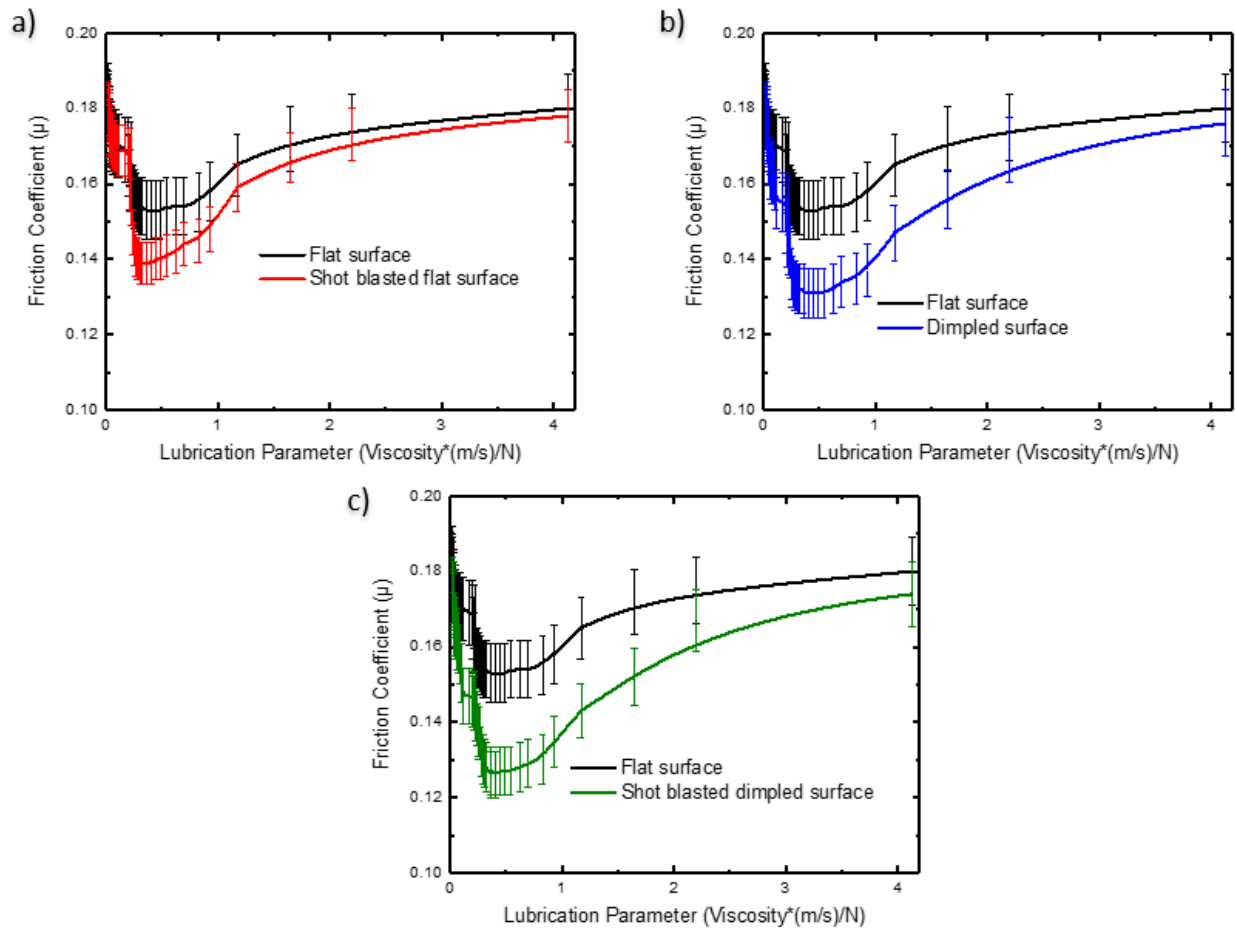 a)
0.20
0.18
0.16
0.14
0.12
0.10
Friction Coefficient (μ)
Flat surface
Shot blasted flat surface
0 1 2 3 4
Lubrication Parameter (Viscosity*(m/s)/N)
b)
0.20
0.18
0.16
0.14
0.12
0.10
Friction Coefficient (μ)
Flat surface
Dimpled surface
0 1 2 3 4
Lubrication Parameter (Viscosity*(m/s)/N)
c)
0.20
0.18
0.16
0.14
0.12
0.10
Friction Coefficient (μ)
Flat surface
Shot blasted dimpled surface
0 1 2 3 4
Lubrication Parameter (Viscosity*(m/s)/N)